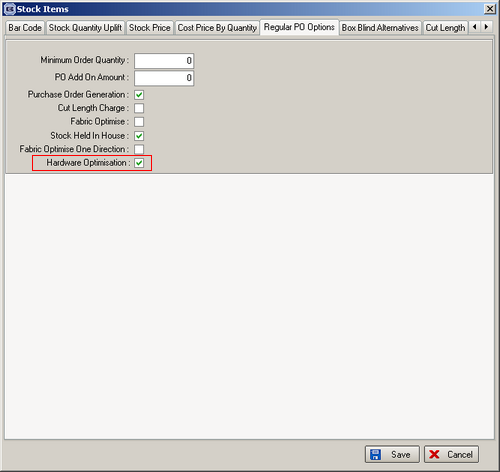 Stock Items
Bar Code Stock Quantity Uplift Stock Price Cost Price By Quantity Regular PO Options Box Blind Alternatives Cut Length
Minimum Order Quantity : 0
PO Add On Amount : 0
Purchase Order Generation :
Cut Length Charge :
Fabric Optimise :
Stock Held In House :
Fabric Optimise One Direction :
Hardware Optimisation :
Save Cancel